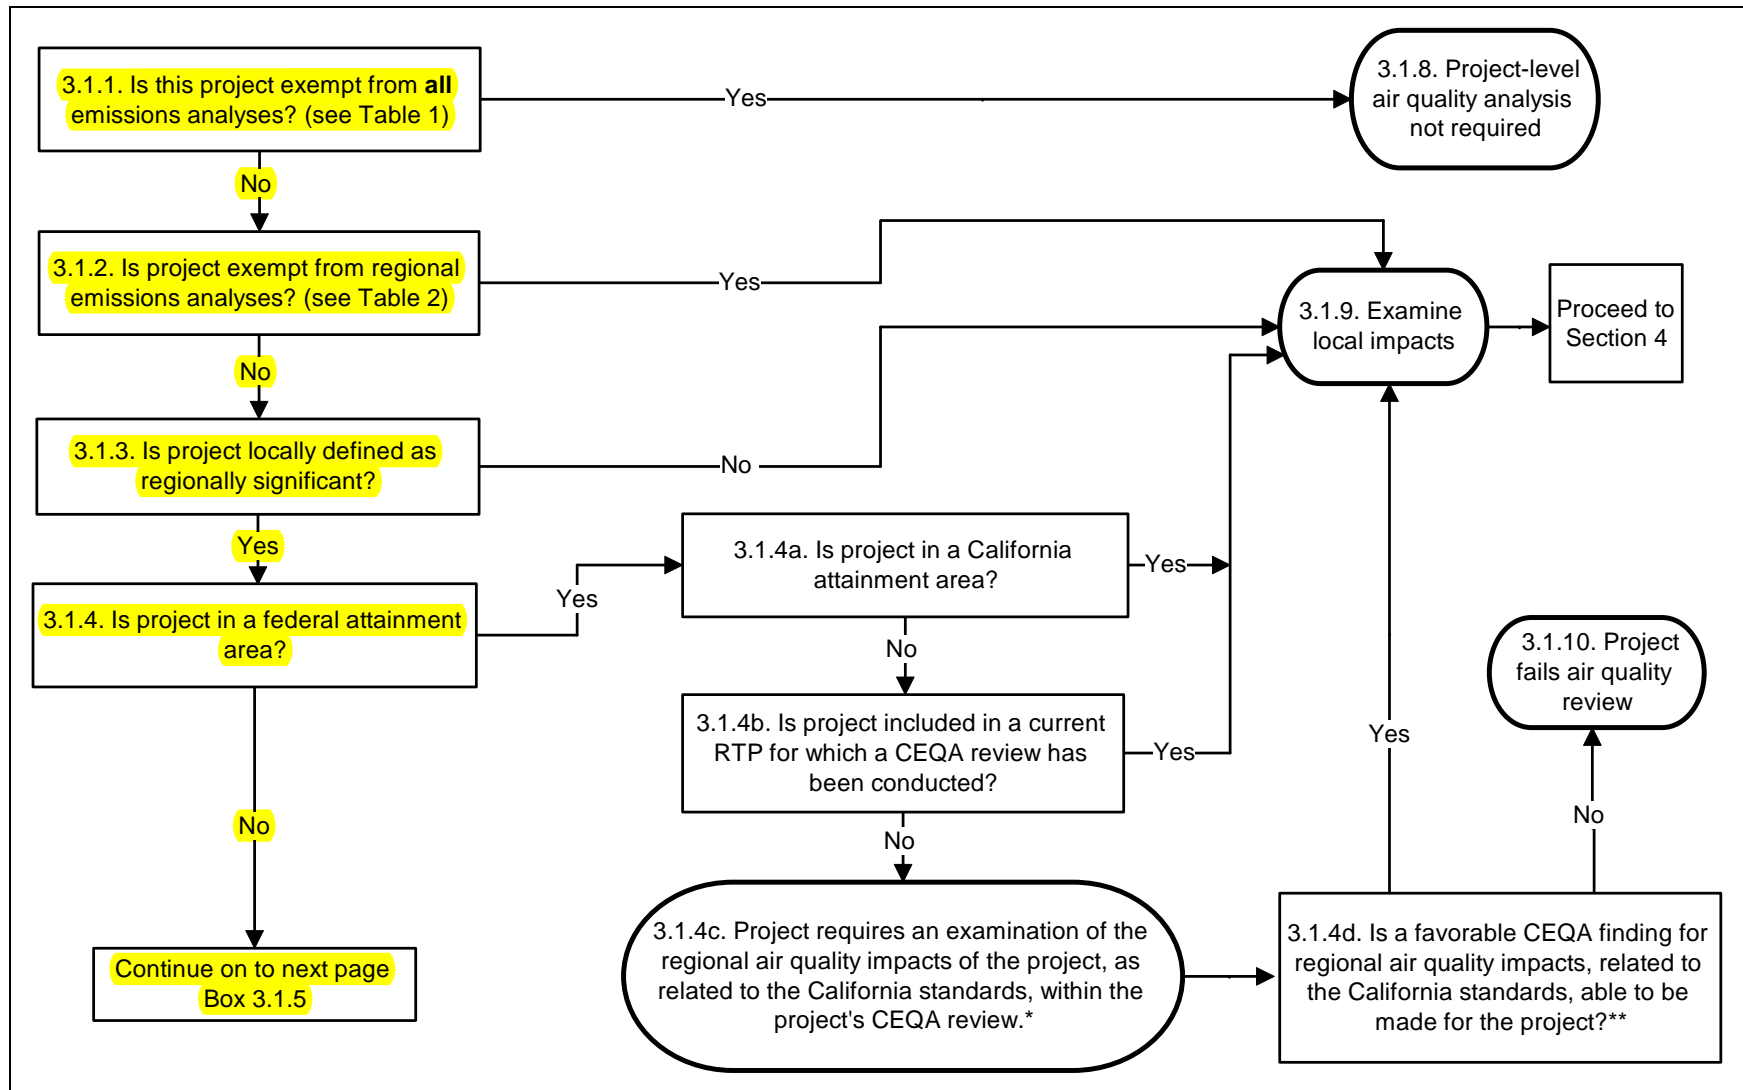 3.1.1. Is this project exempt from all
emissions analyses? (see Table 1)
Yes
3.1.8. Project-level
air quality analysis
not required
No
3.1.2. Is project exempt from regional
emissions analyses? (see Table 2)
Yes
3.1.9. Examine
local impacts
Proceed to
Section 4
No
3.1.3. Is project locally defined as
regionally significant?
No
Yes
3.1.4. Is project in a federal attainment
area?
Yes
3.1.4a. Is project in a California
attainment area?
Yes
No
3.1.4b. Is project included in a current
RTP for which a CEQA review has
been conducted?
Yes
No
3.1.4c. Project requires an examination of the
regional air quality impacts of the project, as
related to the California standards, within the
project's CEQA review.*
3.1.4d. Is a favorable CEQA finding for
regional air quality impacts, related to
the California standards, able to be
made for the project?**
Yes
No
3.1.10. Project
fails air quality
review
No
Continue on to next page
Box 3.1.5